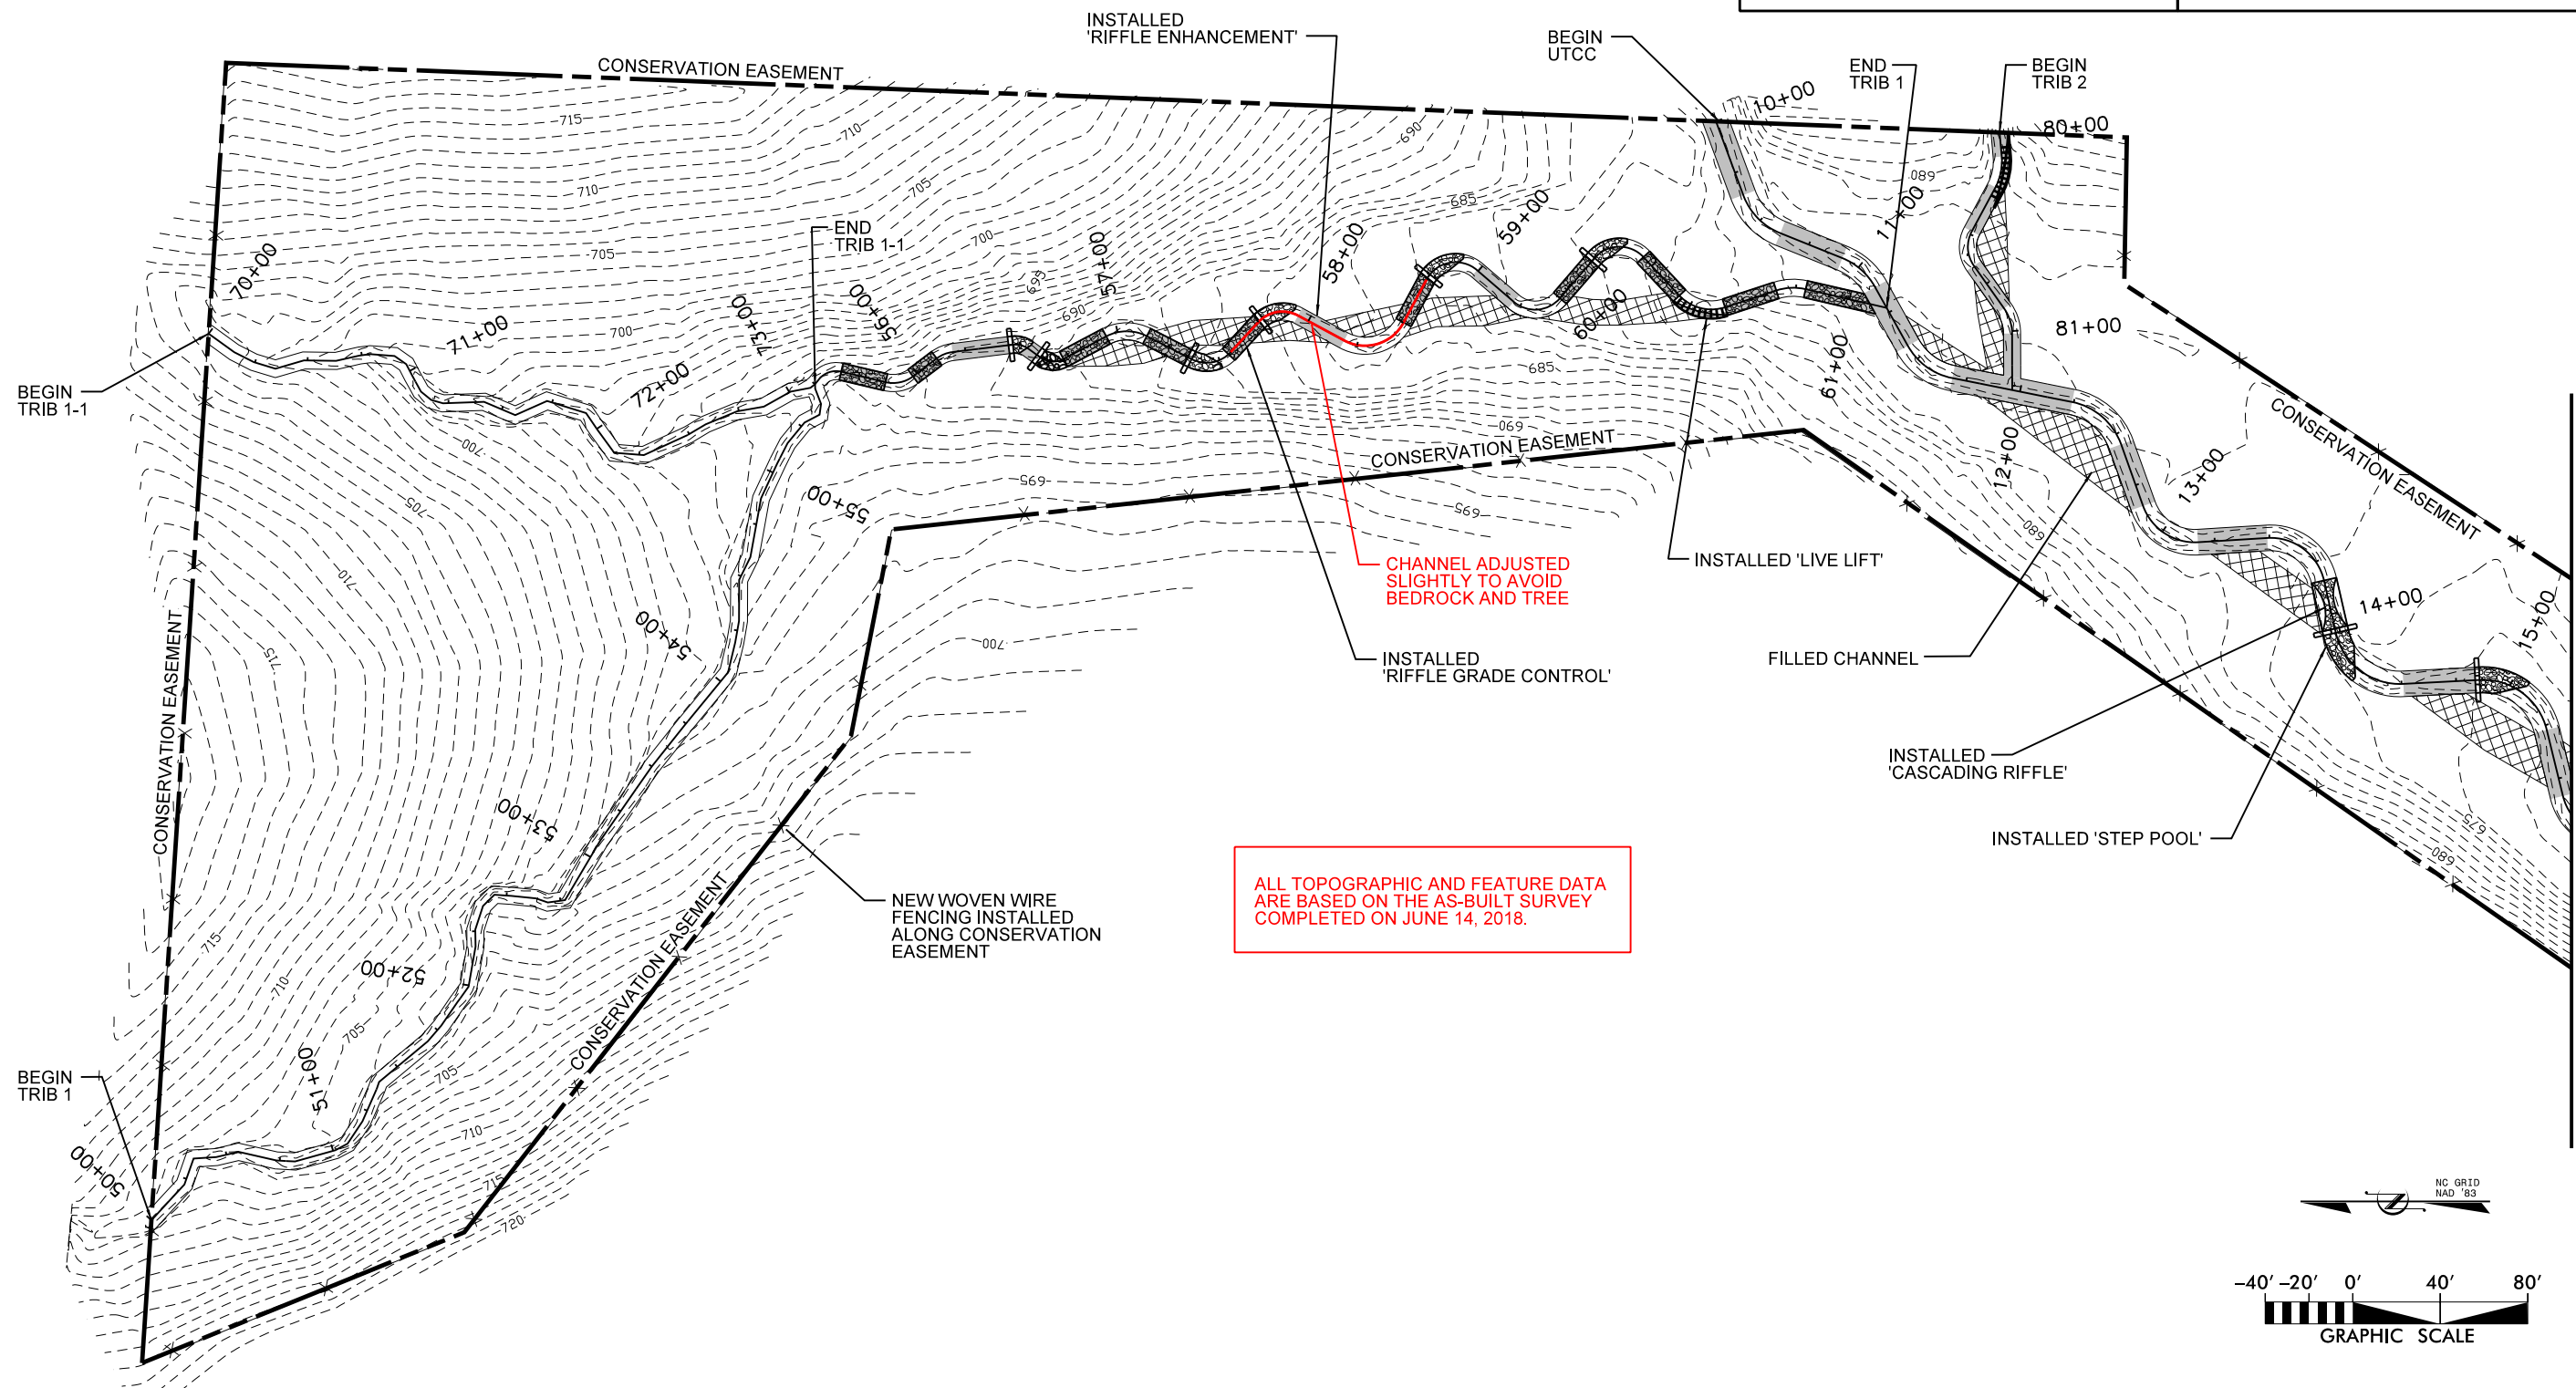 INSTALLED
'RIFFLE ENHANCEMENT'
BEGIN
UTCC
END
TRIB 1
BEGIN
TRIB 2
CONSERVATION EASEMENT
10+00
80+00
715
710
690
710
705
685
680
11+00
59+00
END
TRIB 1-1
700
705
58+00
57+00
70+00
695
690
56+00
73+00
71+00
700
60+00
81+00
685
61+00
72+00
BEGIN
TRIB 1-1
700
690
CONSERVATION EASEMENT
CONSERVATION EASEMENT
12+00
13+00
695
695
55+00
705
680
INSTALLED 'LIVE LIFT'
CHANNEL ADJUSTED
SLIGHTLY TO AVOID
BEDROCK AND TREE
710
14+00
15+00
54+00
700
715
INSTALLED
'RIFFLE GRADE CONTROL'
FILLED CHANNEL
CONSERVATION EASEMENT
INSTALLED
'CASCADING RIFFLE'
53+00
675
680
INSTALLED 'STEP POOL'
NEW WOVEN WIRE
FENCING INSTALLED
ALONG CONSERVATION
EASEMENT
ALL TOPOGRAPHIC AND FEATURE DATA
ARE BASED ON THE AS-BUILT SURVEY
COMPLETED ON JUNE 14, 2018.
CONSERVATION EASEMENT
715
52+00
710
705
51+00
705
BEGIN
TRIB 1
710
50+00
715
720
NC GRID
NAD '83
-40' -20' 0' 40' 80'
GRAPHIC SCALE